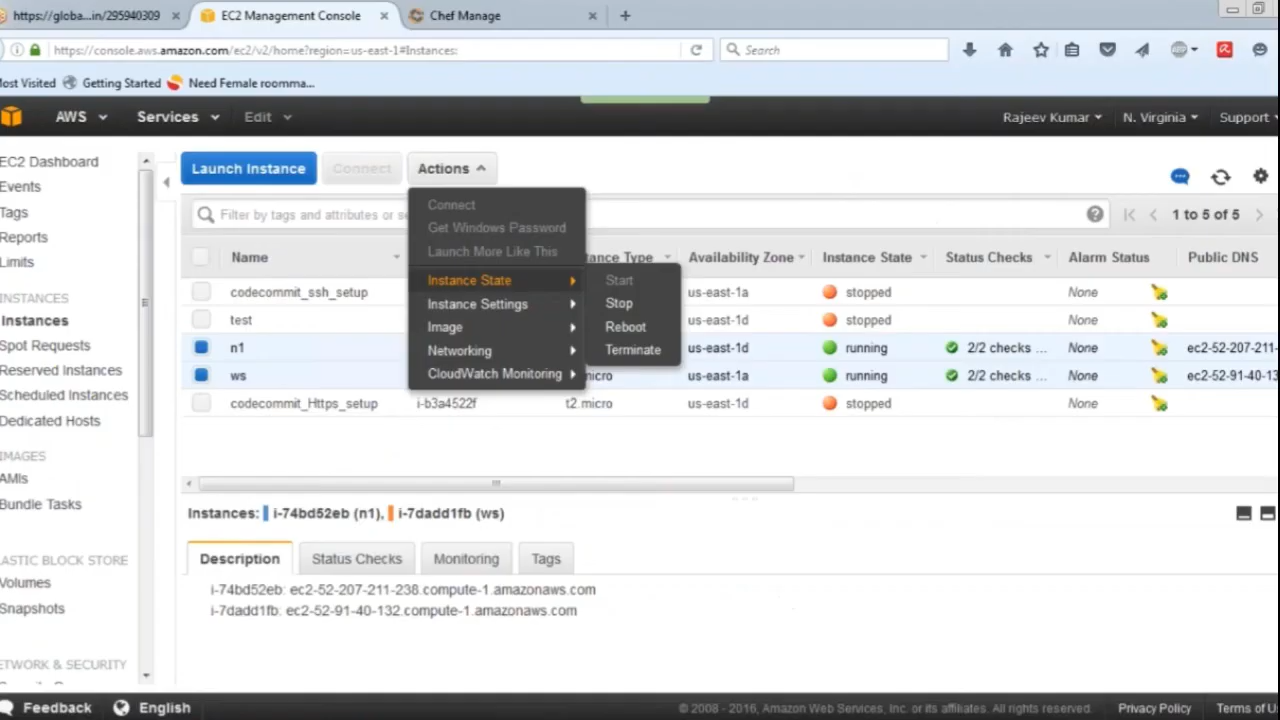 https://globa...in/295940309 × EC2 Management Console × Chef Manage × +
https://console.aws.amazon.com/ec2/v2/home?region=us-east-1#Instances: Search
ost Visited Getting Started Need Female roomma...
AWS Services Edit Rajeev Kumar N. Virginia Support
EC2 Dashboard
Events
Tags
Reports
Limits
INSTANCES
Instances
Spot Requests
Reserved Instances
Scheduled Instances
Dedicated Hosts
IMAGES
AMIs
Bundle Tasks
LASTIC BLOCK STORE
Volumes
Snapshots
ETWORK & SECURITY
Launch Instance Connect Actions
Filter by tags and attributes or se 1 to 5 of 5
Connect
Get Windows Password
Launch More Like This
Instance State
Instance Settings
Image
Networking
CloudWatch Monitoring
Start
Stop
Reboot
Terminate
Name tance Type Availability Zone Instance State Status Checks Alarm Status Public DNS
codecommit_ssh_setup us-east-1a stopped None
test us-east-1d stopped None
n1 us-east-1d running 2/2 checks ... None ec2-52-207-211-
ws micro us-east-1a running 2/2 checks ... None ec2-52-91-40-13
codecommit_Https_setup i-b3a4522f t2.micro us-east-1d stopped None
Instances: i-74bd52eb (n1), i-7dadd1fb (ws)
Description Status Checks Monitoring Tags
i-74bd52eb: ec2-52-207-211-238.compute-1.amazonaws.com
i-7dadd1fb: ec2-52-91-40-132.compute-1.amazonaws.com
Feedback English © 2008 - 2016, Amazon Web Services, Inc. or its affiliates. All rights reserved. Privacy Policy Terms of U